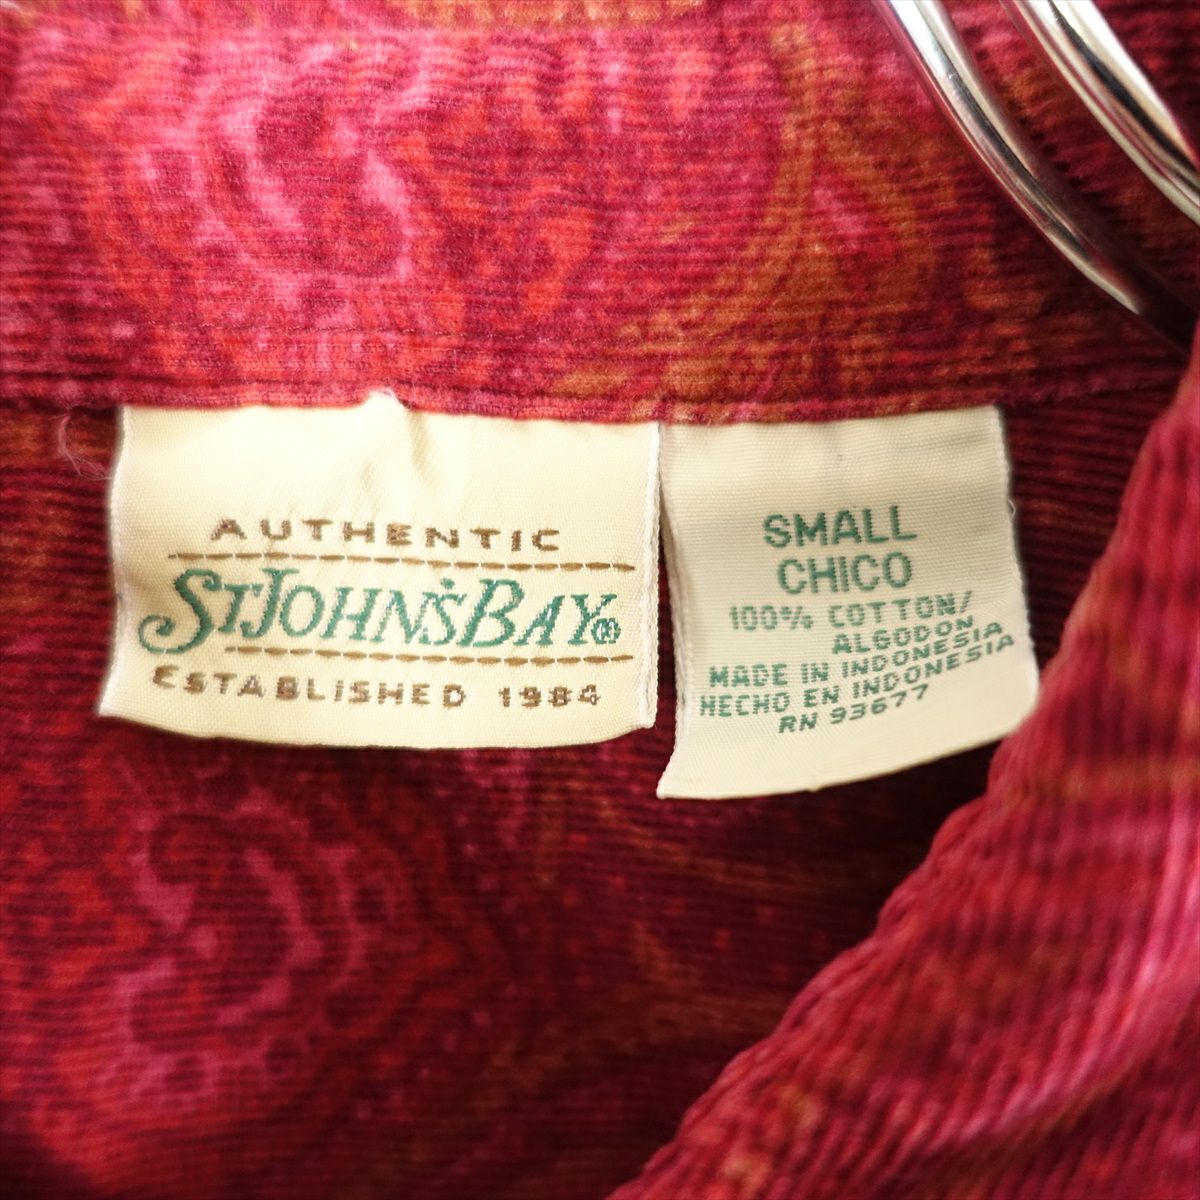 AUTHENTIC
ST. JOHN'S BAY®
ESTABLISHED 1984
SMALL
CHICO
100% COTTON/
ALGODON
MADE IN INDONESIA
HECHO EN INDONESIA
RN 93677